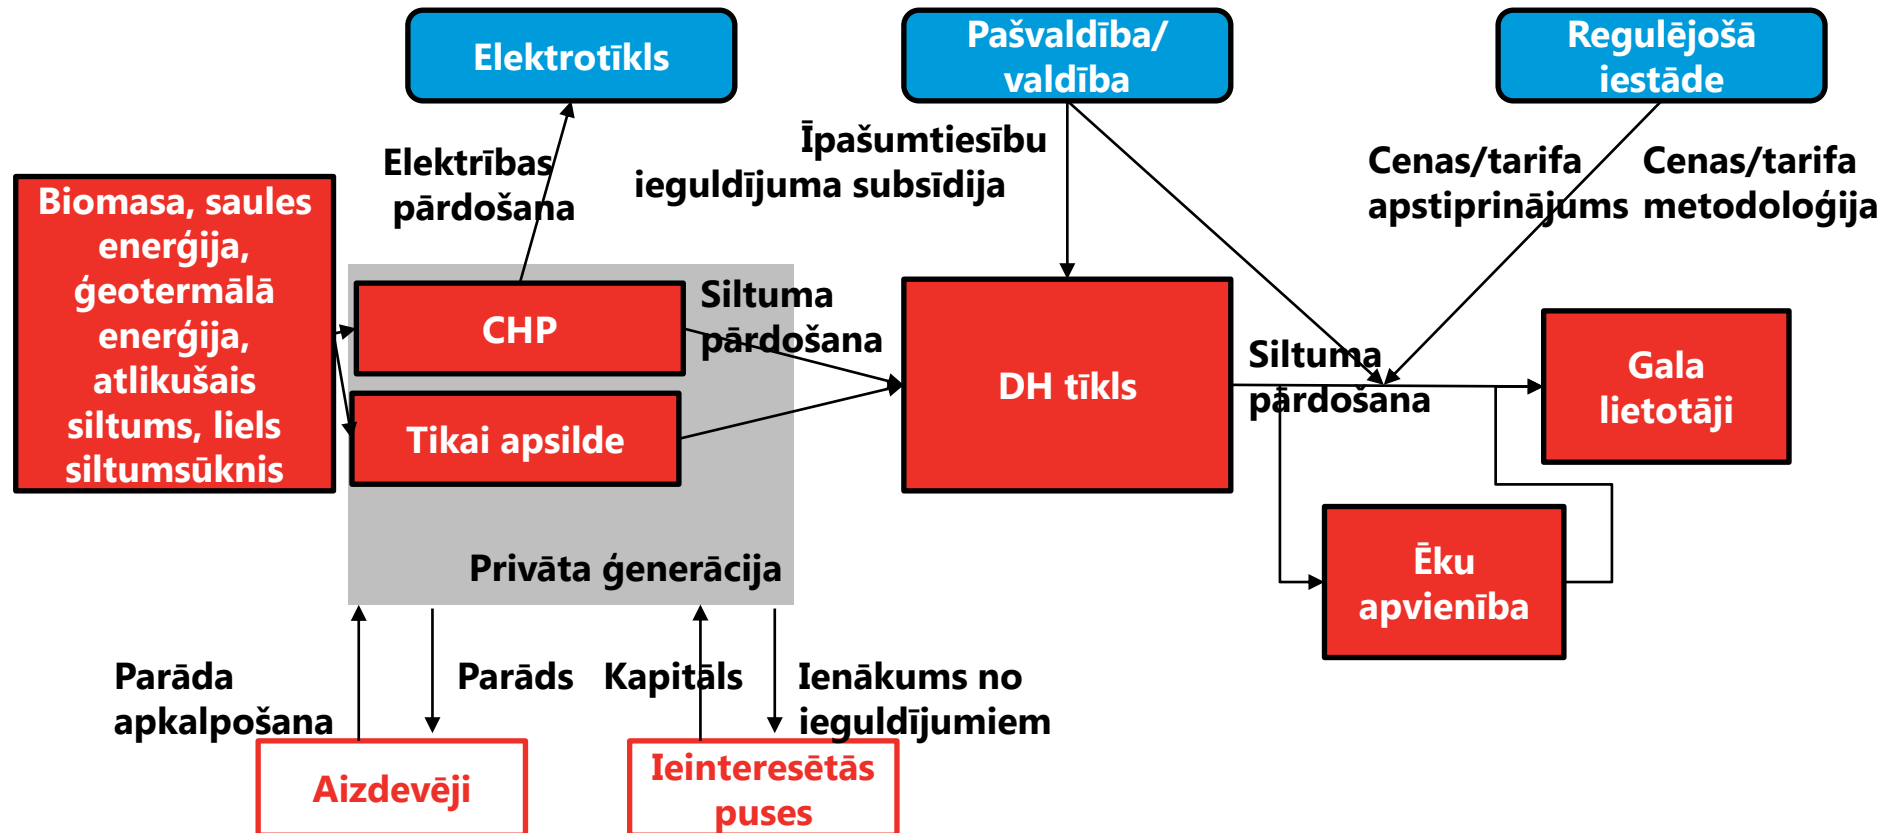 Elektrotīkls
Pašvaldība/
valdība
Regulējošā
iestāde
Elektrības
pārdošana
Īpašumtiesību
ieguldījuma subsīdija
Cenas/tarifa
apstiprinājums
Cenas/tarifa
metodoloģija
Biomasa, saules
enerģija,
ģeotermālā
enerģija,
atlikušais
siltums, liels
siltumsūknis
CHP
Tikai apsilde
Privāta ģenerācija
Siltuma
pārdošana
DH tīkls
Siltuma
pārdošana
Gala
lietotāji
Ēku
apvienība
Parāda
apkalpošana
Parāds
Kapitāls
Ienākums no
ieguldījumiem
Aizdevēji
Ieinteresētās
puses